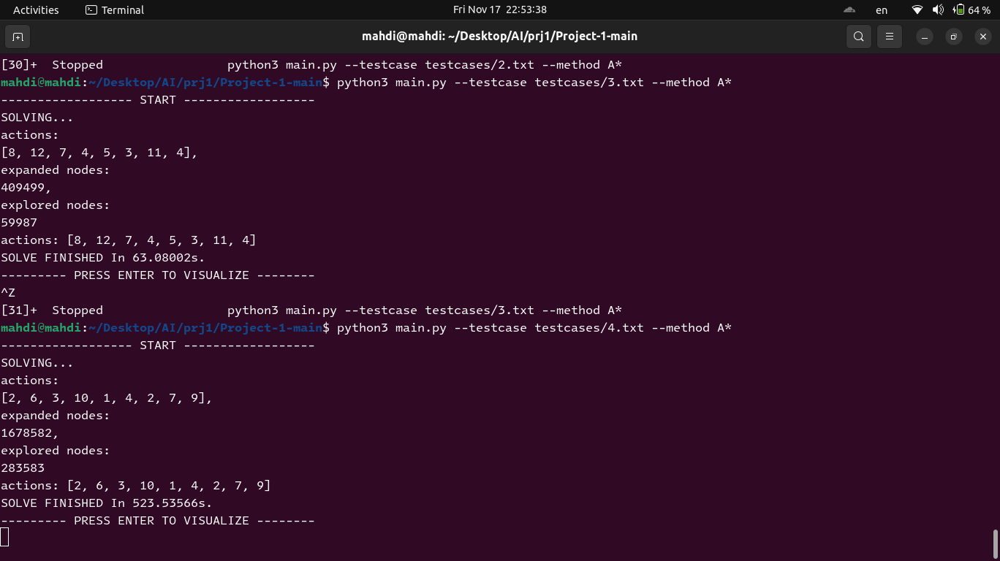 Activities Terminal Fri Nov 17 22:53:38 en 64 %
mahdi@mahdi: ~/Desktop/AI/prj1/Project-1-main
[30]+  Stopped                 python3 main.py --testcase testcases/2.txt --method A*
mahdi@mahdi:~/Desktop/AI/prj1/Project-1-main$ python3 main.py --testcase testcases/3.txt --method A*
------------------ START ------------------
SOLVING...
actions:
[8, 12, 7, 4, 5, 3, 11, 4],
expanded nodes:
409499,
explored nodes:
59987
actions: [8, 12, 7, 4, 5, 3, 11, 4]
SOLVE FINISHED In 63.08002s.
--------- PRESS ENTER TO VISUALIZE --------
^Z
[31]+  Stopped                 python3 main.py --testcase testcases/3.txt --method A*
mahdi@mahdi:~/Desktop/AI/prj1/Project-1-main$ python3 main.py --testcase testcases/4.txt --method A*
------------------ START ------------------
SOLVING...
actions:
[2, 6, 3, 10, 1, 4, 2, 7, 9],
expanded nodes:
1678582,
explored nodes:
283583
actions: [2, 6, 3, 10, 1, 4, 2, 7, 9]
SOLVE FINISHED In 523.53566s.
--------- PRESS ENTER TO VISUALIZE --------